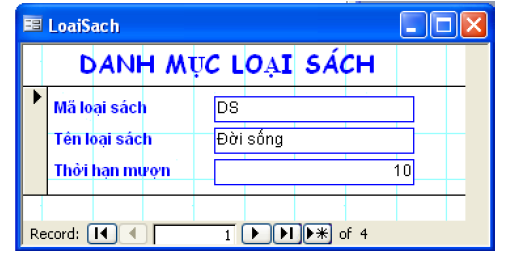 LoaiSach
DANH MỤC LOẠI SÁCH
Mã loại sách DS
Tên loại sách Đời sống
Thời hạn mượn 10
Record: 1 of 4